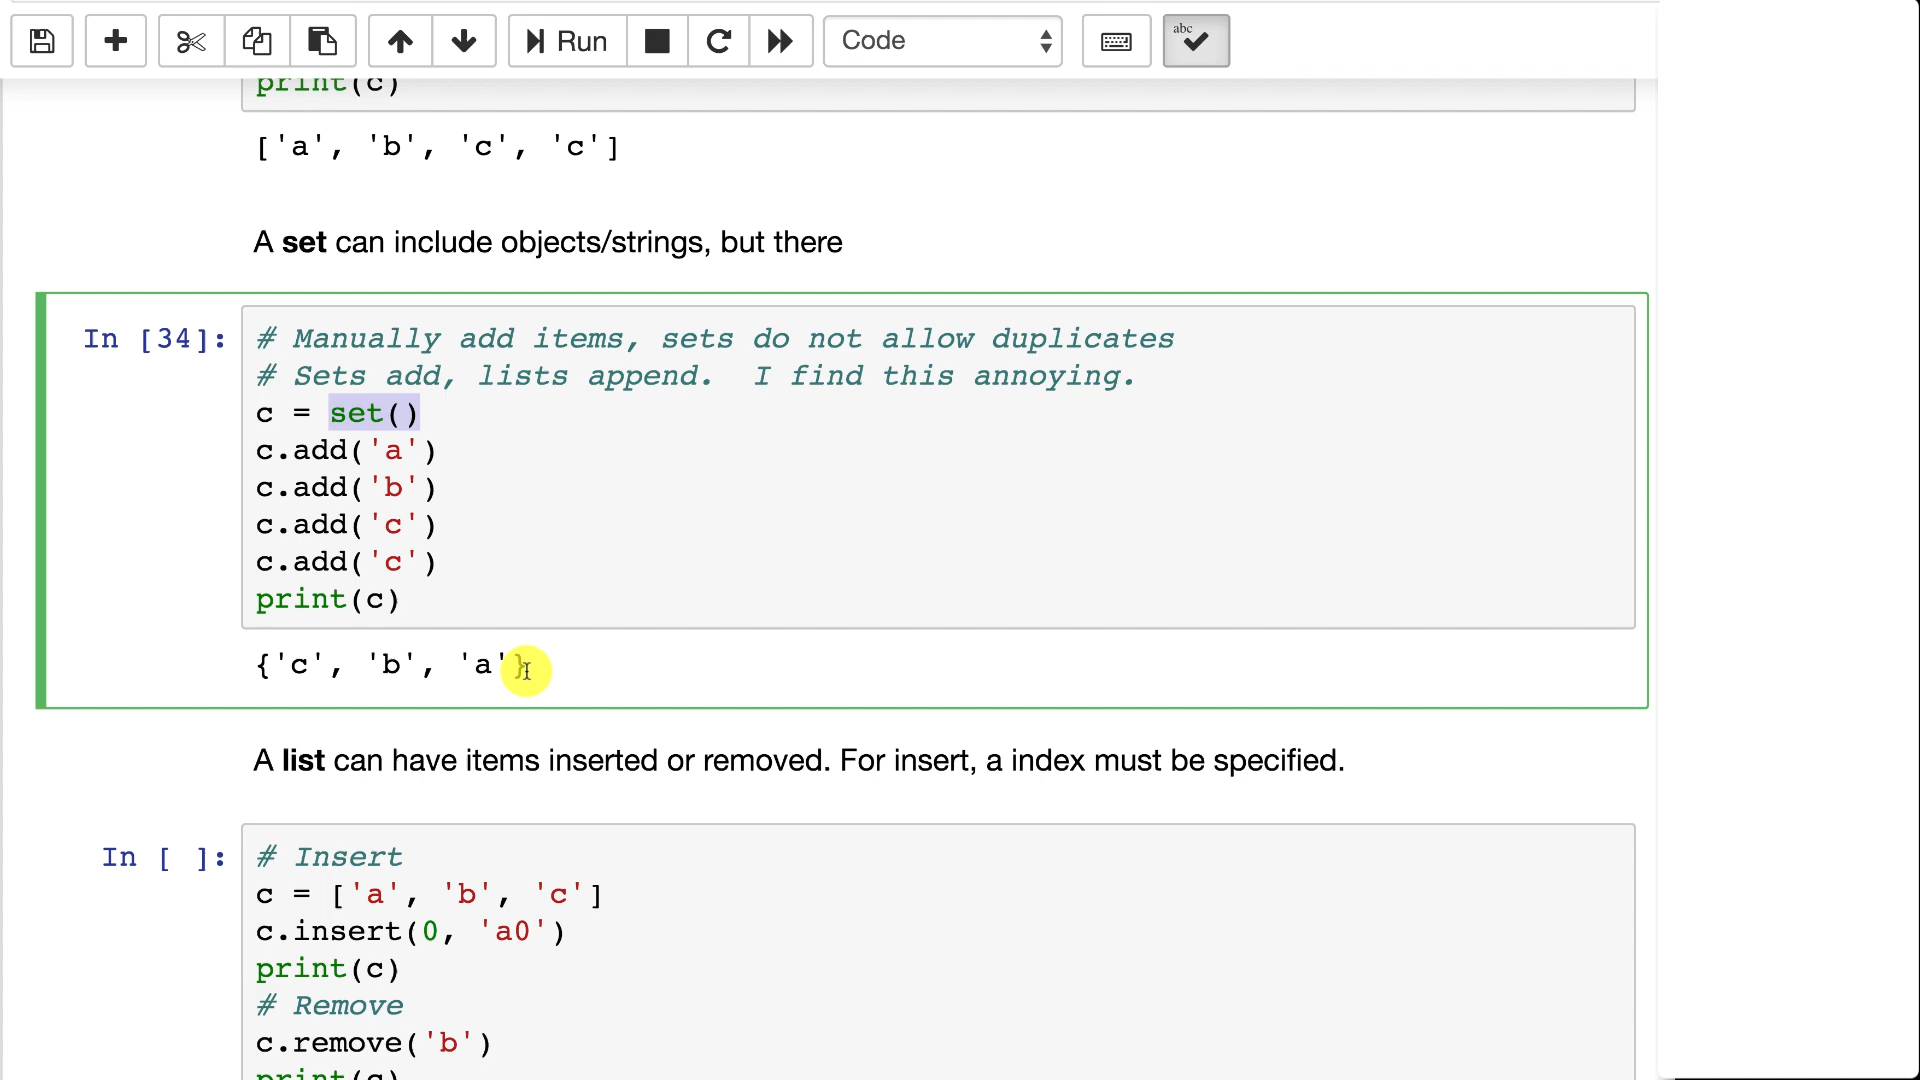 Run
Code
abc
print(c)
['a', 'b', 'c', 'c']
A set can include objects/strings, but there
In [34]:
# Manually add items, sets do not allow duplicates
# Sets add, lists append.  I find this annoying.
c = set()
c.add('a')
c.add('b')
c.add('c')
c.add('c')
print(c)
{'c', 'b', 'a'}
A list can have items inserted or removed. For insert, a index must be specified.
In [ ]:
# Insert
c = ['a', 'b', 'c']
c.insert(0, 'a0')
print(c)
# Remove
c.remove('b')
print(c)